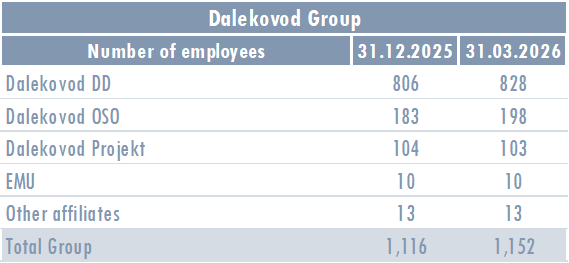 Dalekovod Group
Number of employees 31.12.2025 31.03.2026
Dalekovod DD 806 828
Dalekovod OSO 183 198
Dalekovod Projekt 104 103
EMU 10 10
Other affiliates 13 13
Total Group 1,116 1,152